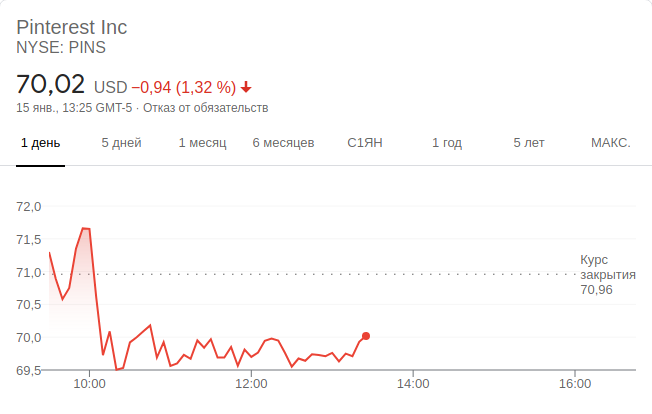 Pinterest Inc
NYSE: PINS
70,02 USD −0,94 (1,32 %)
15 янв., 13:25 GMT-5 · Отказ от обязательств
1 день 5 дней 1 месяц 6 месяцев С1ЯН 1 год 5 лет МАКС.
72,0
71,5
71,0
70,5
70,0
69,5
Курс
закрытия
70,96
10:00 12:00 14:00 16:00